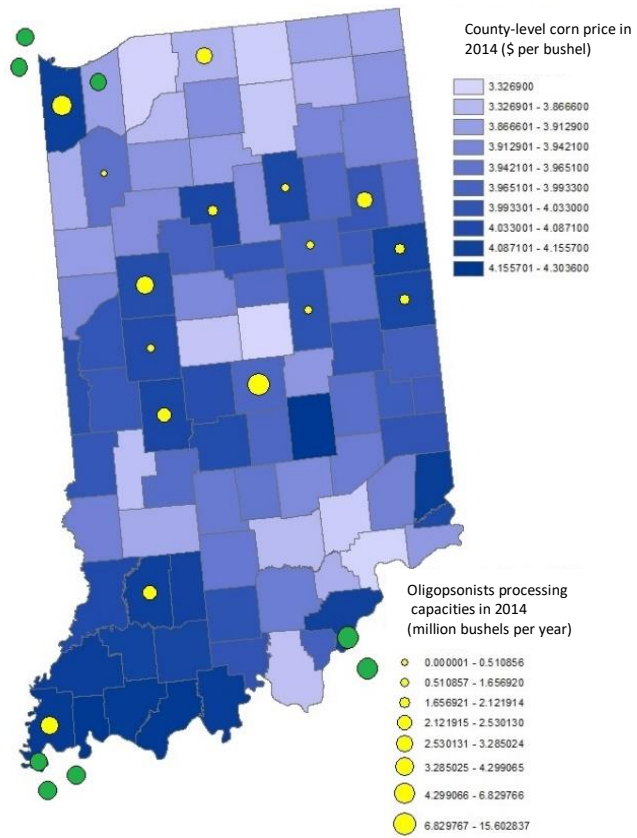 County-level corn price in
2014 ($ per bushel)
3.326900
3.326901 - 3.866600
3.866601 - 3.912900
3.912901 - 3.942100
3.942101 - 3.965100
3.965101 - 3.993300
3.993301 - 4.033000
4.033001 - 4.087100
4.087101 - 4.155700
4.155701 - 4.303600
Oligopsonists processing
capacities in 2014
(million bushels per year)
0.000001 - 0.510856
0.510857 - 1.656920
1.656921 - 2.121914
2.121915 - 2.530130
2.530131 - 3.285024
3.285025 - 4.299065
4.299066 - 6.829766
6.829767 - 15.602837